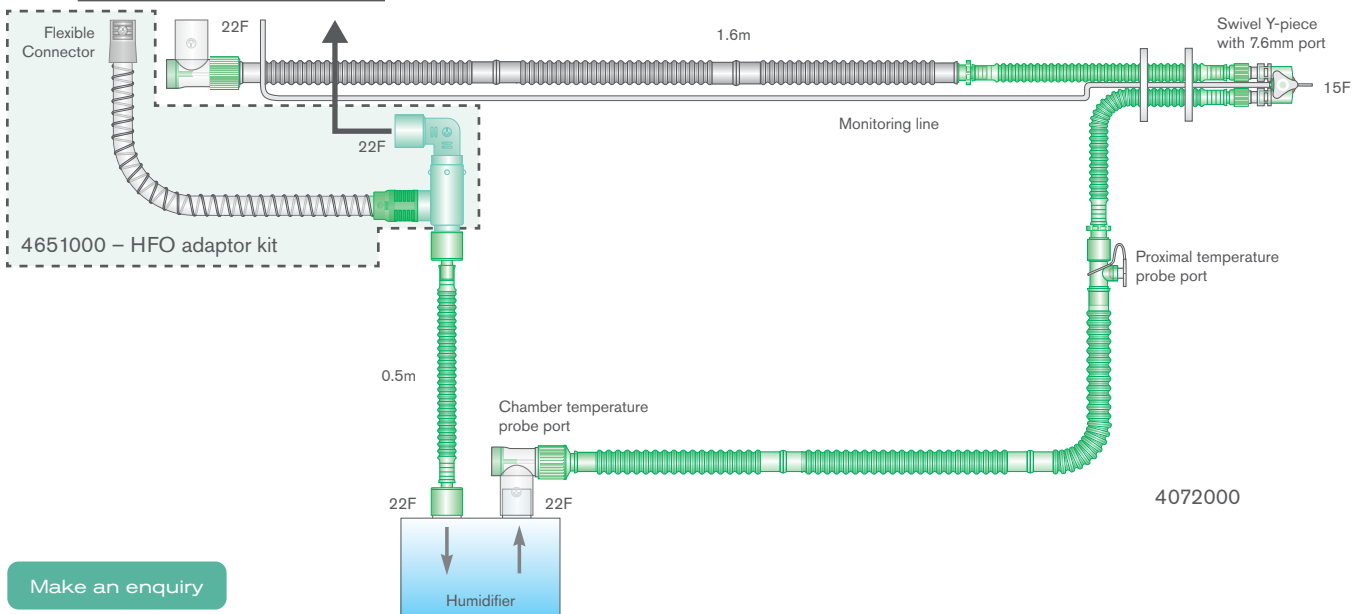 Flexible
Connector
22F
1.6m
Swivel Y-piece
with 7.6mm port
15F
Monitoring line
22F
4651000 – HFO adaptor kit
Proximal temperature
probe port
0.5m
Chamber temperature
probe port
22F
22F
4072000
Humidifier
Make an enquiry